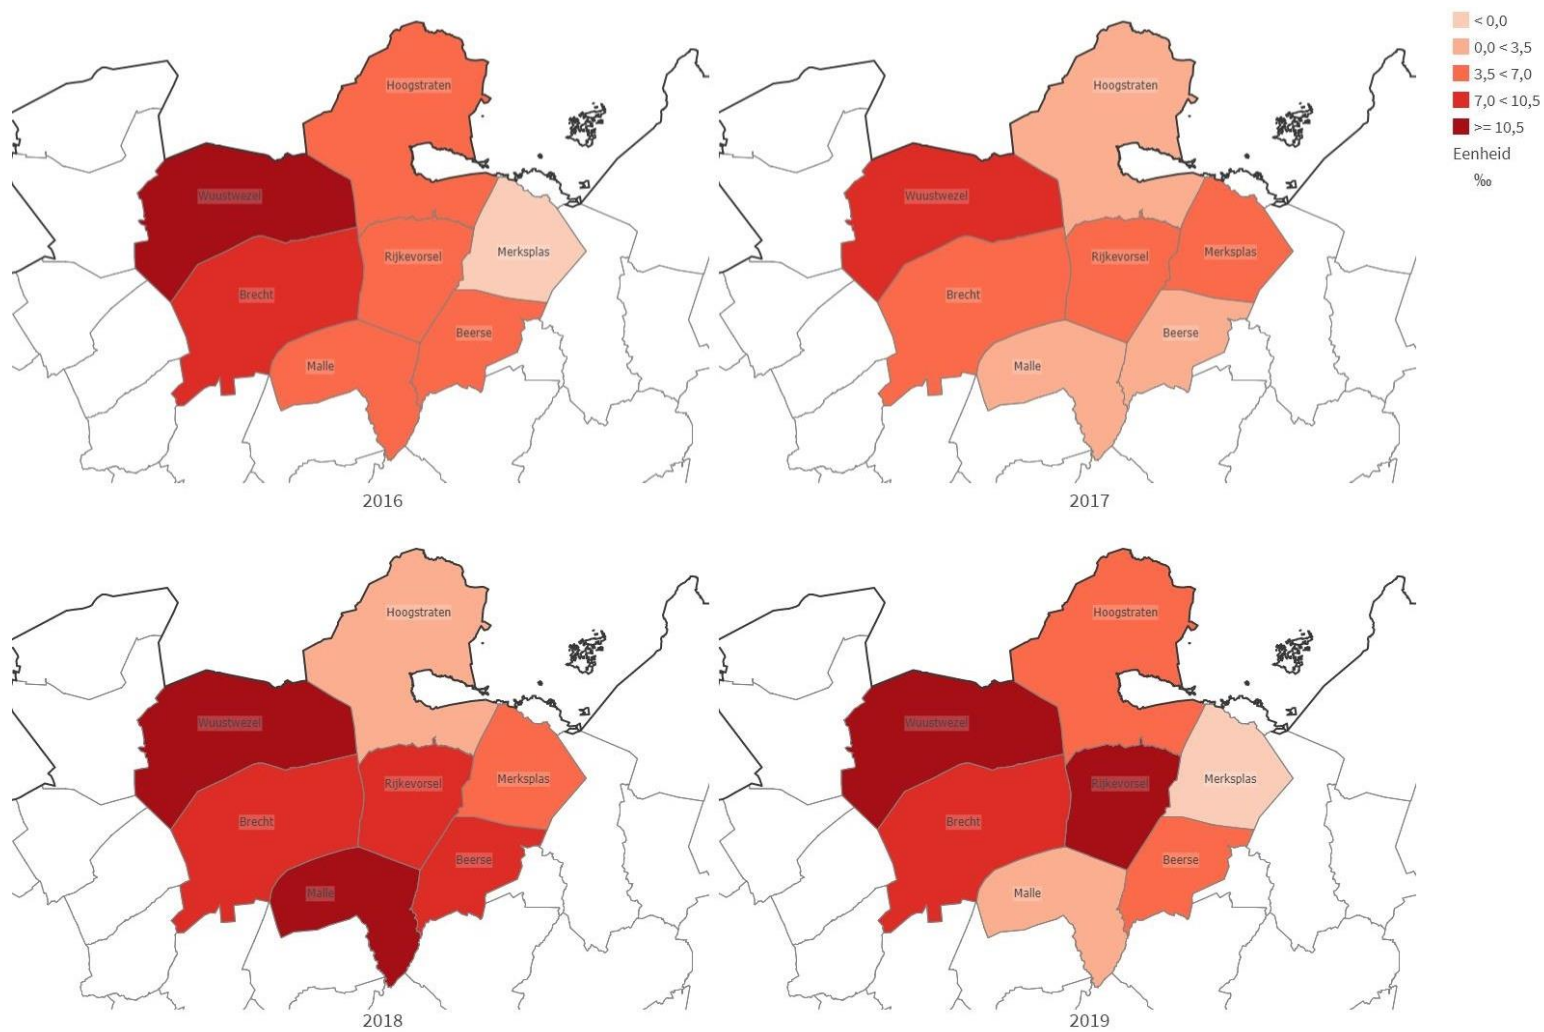 Hoogstraten
Wuustwezel
Rijkevorsel
Merksplas
Brecht
Beerse
Malle
2016
Hoogstraten
Wuustwezel
Rijkevorsel
Merksplas
Brecht
Beerse
Malle
2017
< 0,0
0,0 < 3,5
3,5 < 7,0
7,0 < 10,5
>= 10,5
Eenheid
‰
Hoogstraten
Wuustwezel
Rijkevorsel
Merksplas
Brecht
Beerse
Malle
2018
Hoogstraten
Wuustwezel
Rijkevorsel
Merksplas
Brecht
Beerse
Malle
2019